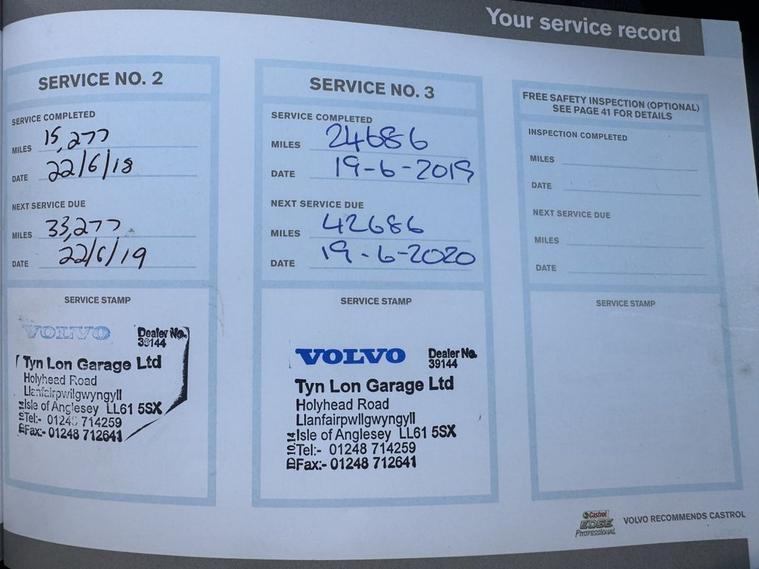 Your service record
SERVICE NO. 2
SERVICE COMPLETED
MILES 15,277
DATE 22/6/18
NEXT SERVICE DUE
MILES 33,277
DATE 22/6/19
SERVICE STAMP
VOLVO Dealer No.
39144
Tyn Lon Garage Ltd
Holyhead Road
Llanfairpwllgwyngyll
Isle of Anglesey LL61 5SX
Tel:- 01248 714259
Fax:- 01248 712641
SERVICE NO. 3
SERVICE COMPLETED
MILES 24686
DATE 19-6-2019
NEXT SERVICE DUE
MILES 42686
DATE 19-6-2020
SERVICE STAMP
VOLVO Dealer No.
39144
Tyn Lon Garage Ltd
Holyhead Road
Llanfairpwllgwyngyll
Isle of Anglesey LL61 5SX
Tel:- 01248 714259
Fax:- 01248 712641
FREE SAFETY INSPECTION (OPTIONAL)
SEE PAGE 41 FOR DETAILS
INSPECTION COMPLETED
MILES
DATE
NEXT SERVICE DUE
MILES
DATE
SERVICE STAMP
Castrol
EDGE
Professional
VOLVO RECOMMENDS CASTROL